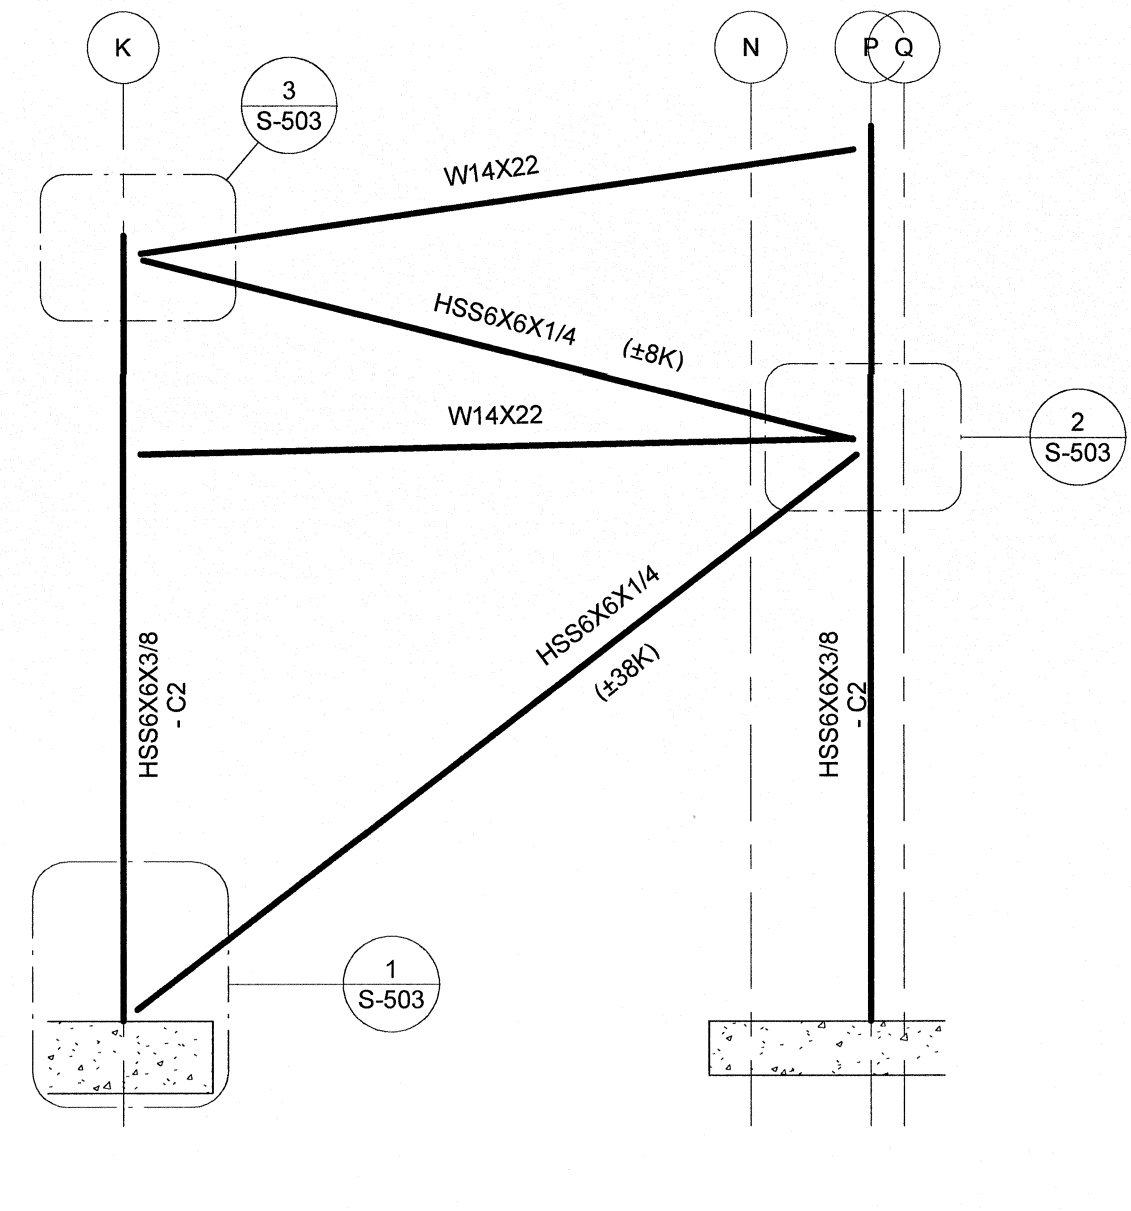 K
N
P
Q
3
S-503
W14X22
HSS6X6X1/4
(±8K)
W14X22
2
S-503
HSS6X6X1/4
(±38K)
HSS6X6X3/8
- C2
HSS6X6X3/8
- C2
1
S-503